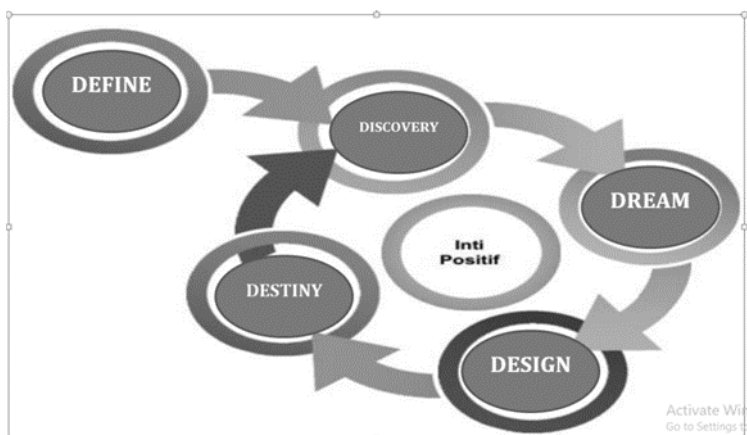 DEFINE
DISCOVERY
DREAM
Inti
Positif
DESTINY
DESIGN
Activate Wi
Go to Settings t